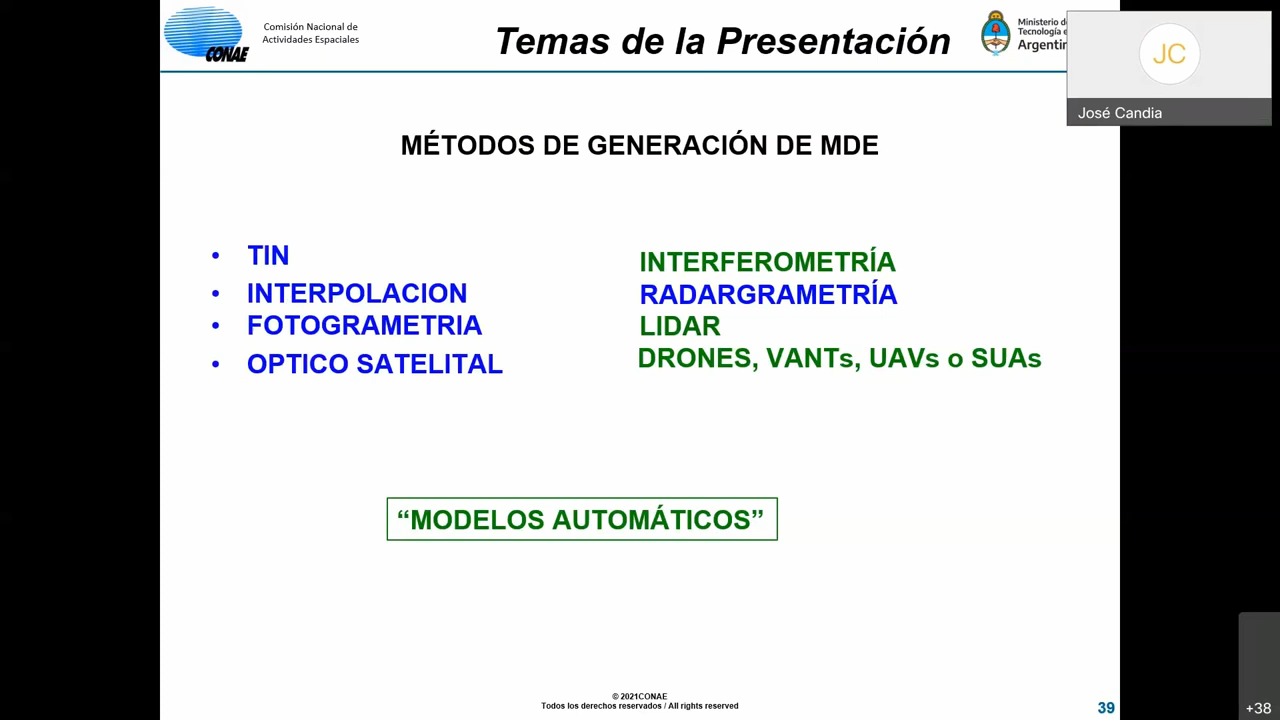 CONAE
Comisión Nacional de
Actividades Espaciales
Temas de la Presentación
Ministerio de
Tecnología e
Argentin
JC
José Candia
MÉTODOS DE GENERACIÓN DE MDE
• TIN
• INTERPOLACION
• FOTOGRAMETRIA
• OPTICO SATELITAL
INTERFEROMETRÍA
RADARGRAMETRÍA
LIDAR
DRONES, VANTs, UAVs o SUAs
“MODELOS AUTOMÁTICOS”
© 2021CONAE
Todos los derechos reservados / All rights reserved
39
+38